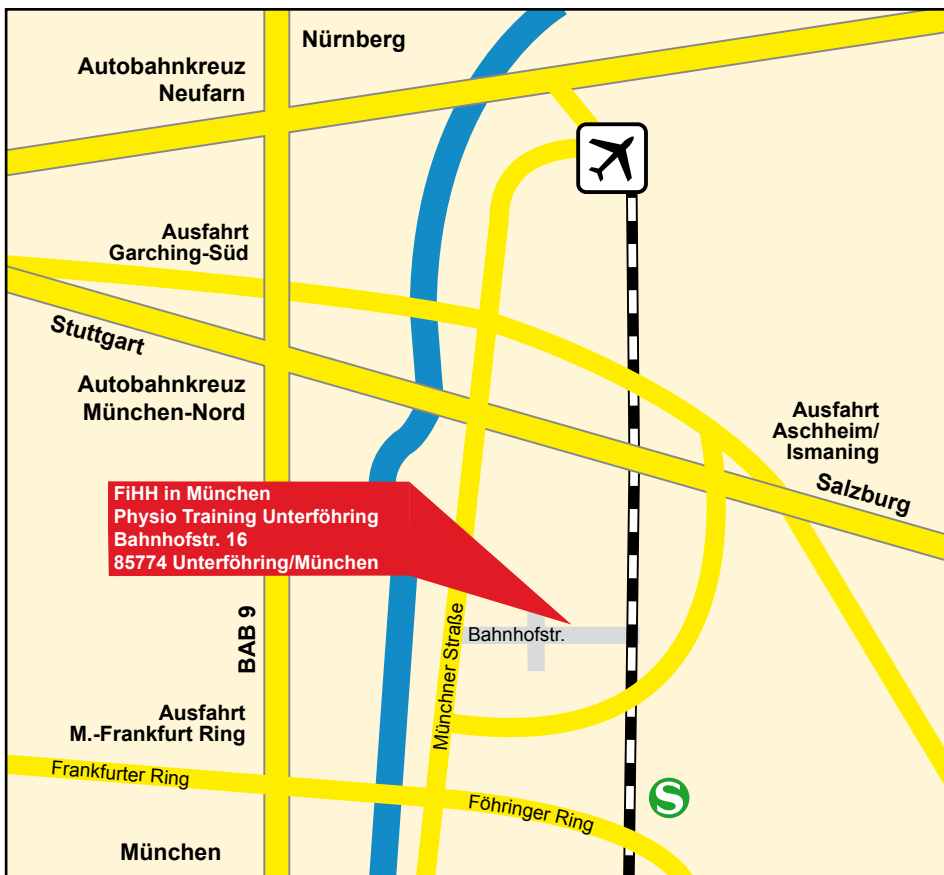 Nürnberg
Autobahnkreuz
Neufarn
Ausfahrt
Garching-Süd
Stuttgart
Autobahnkreuz
München-Nord
Ausfahrt
Aschheim/
Ismaning
Salzburg
FiHH in München
Physio Training Unterföhring
Bahnhofstr. 16
85774 Unterföhring/München
BAB 9
Münchner Straße
Bahnhofstr.
Ausfahrt
M.-Frankfurt Ring
Frankfurter Ring
Föhringer Ring
S
München